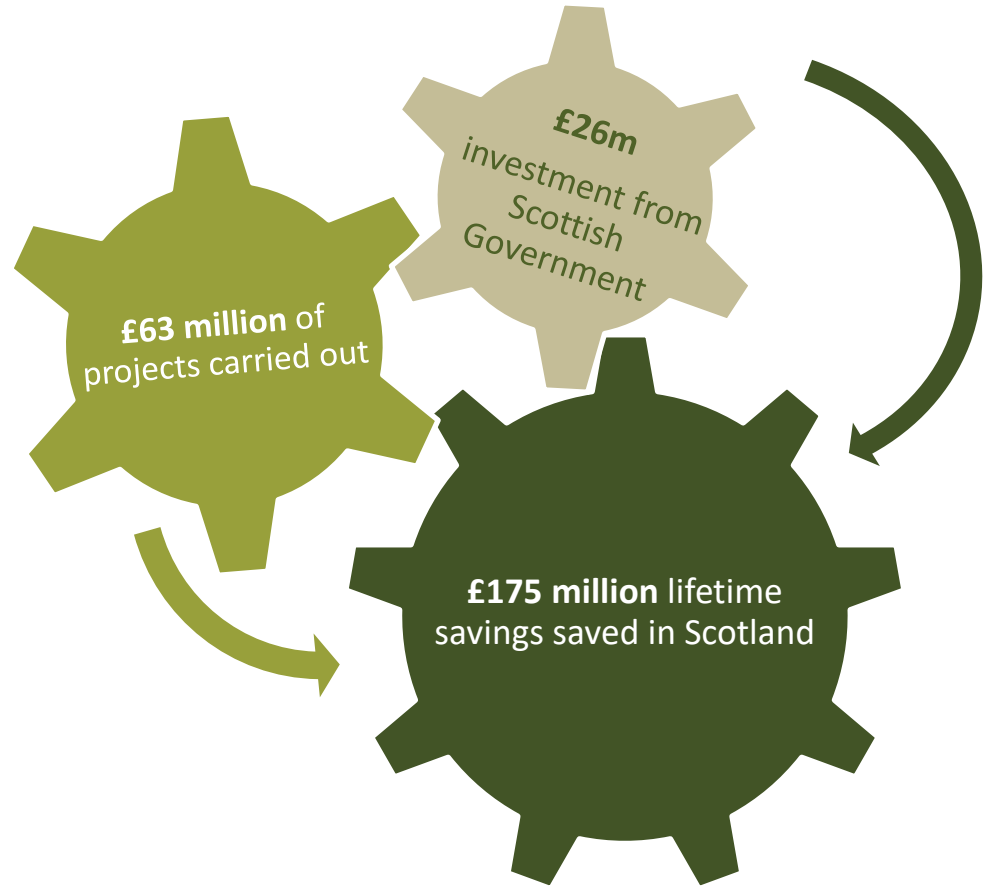 £26m
investment from
Scottish
Government
£63 million of
projects carried out
£175 million lifetime
savings saved in Scotland